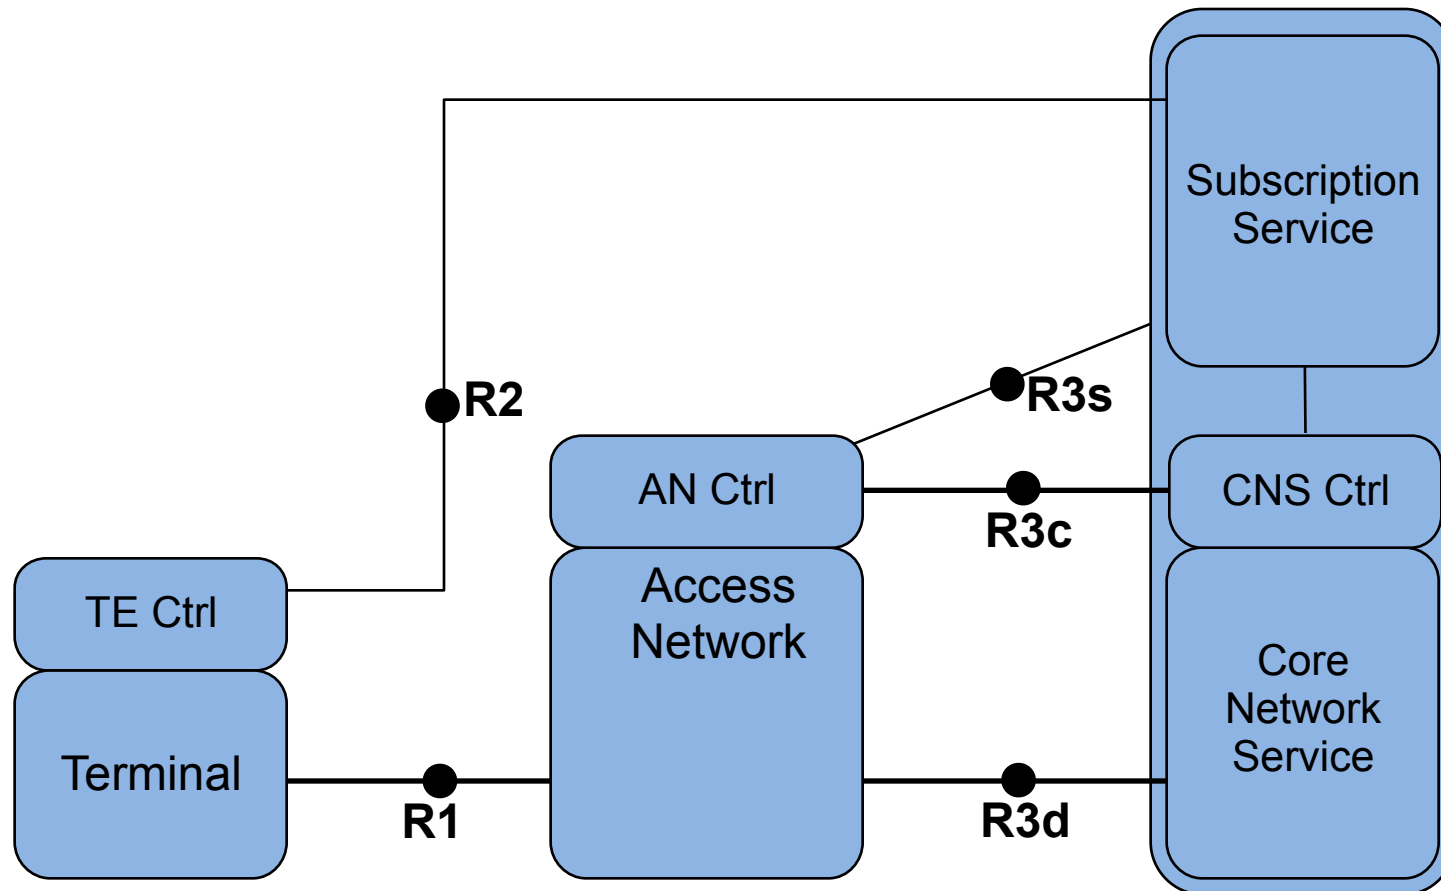 Subscription
Service
R2
R3s
AN Ctrl
CNS Ctrl
R3c
Access
Network
TE Ctrl
Core
Network
Service
Terminal
R1
R3d